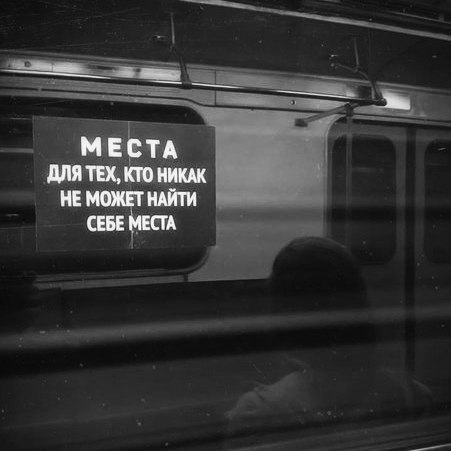 МЕСТА
ДЛЯ ТЕХ, КТО НИКАК
НЕ МОЖЕТ НАЙТИ
СЕБЕ МЕСТА